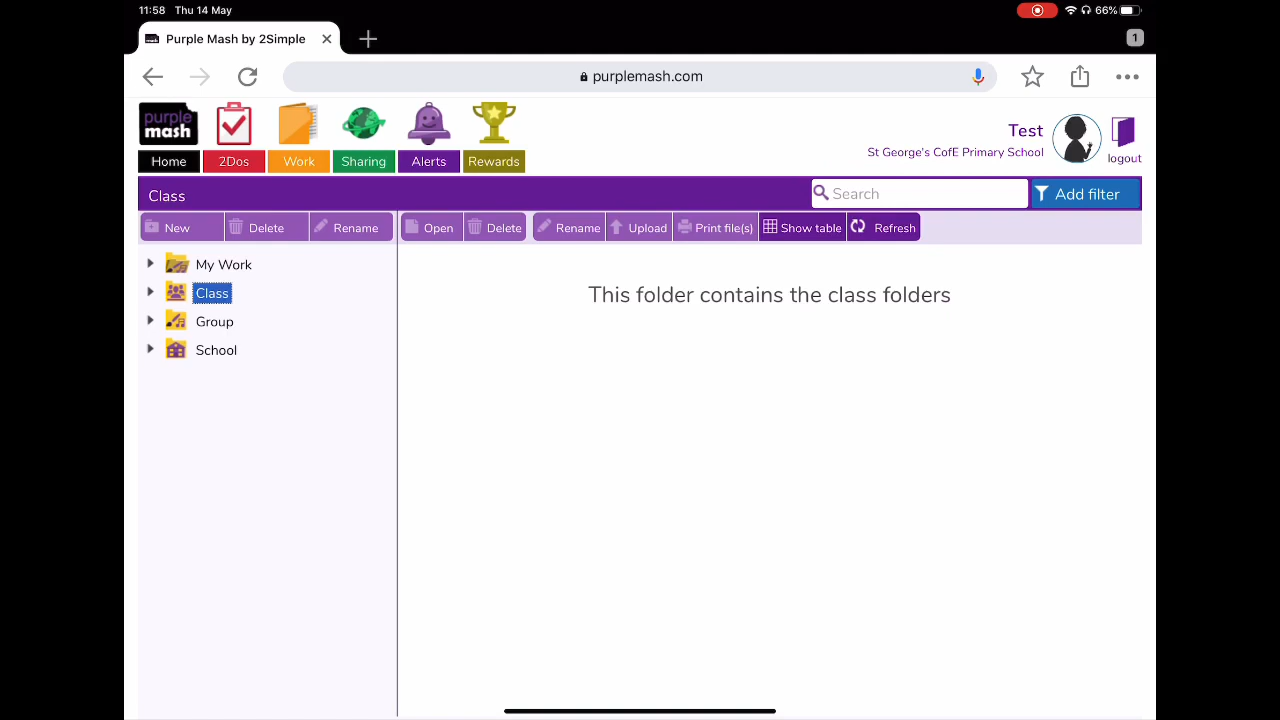 11:58 Thu 14 May 66%
Purple Mash by 2Simple 1
purplemash.com
purple
mash
Home 2Dos Work Sharing Alerts Rewards
Test
St George's CofE Primary School
logout
Class Search Add filter
New Delete Rename Open Delete Rename Upload Print file(s) Show table Refresh
My Work
Class
Group
School
This folder contains the class folders